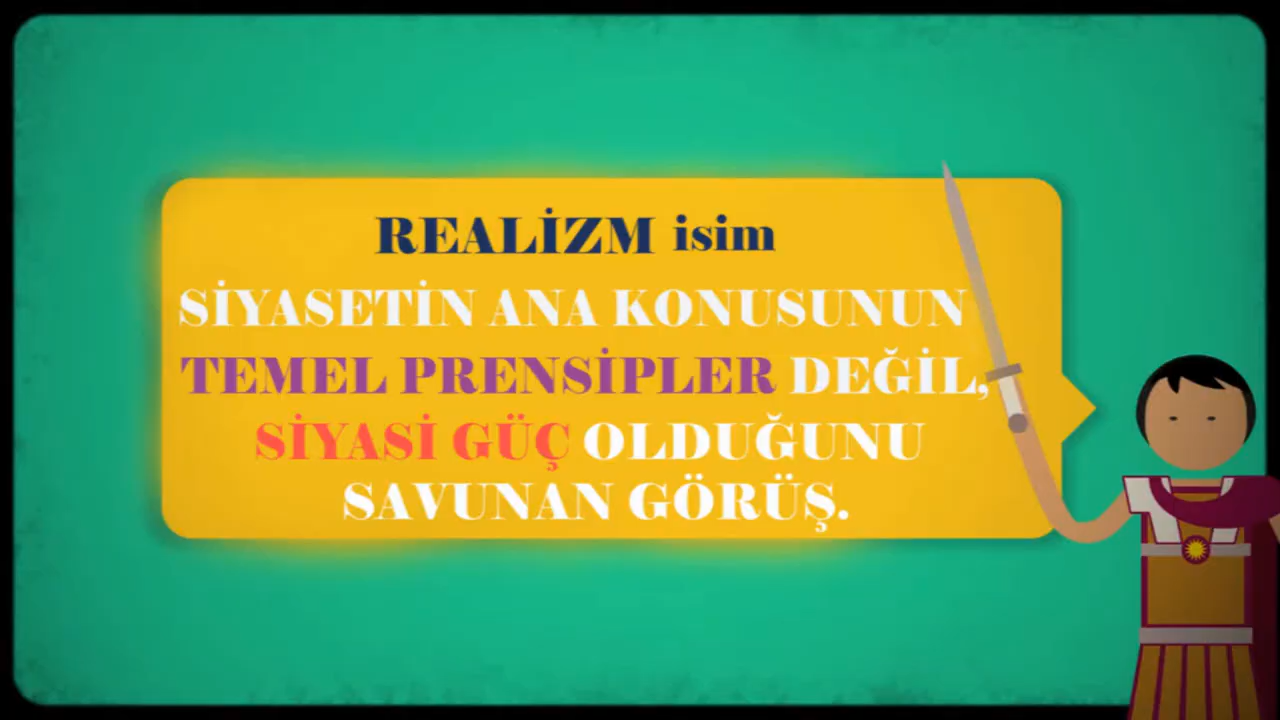 REALİZM isim
SİYASETİN ANA KONUSUNUN
TEMEL PRENSİPLER DEĞİL,
SİYASİ GÜÇ OLDUĞUNU
SAVUNAN GÖRÜŞ.